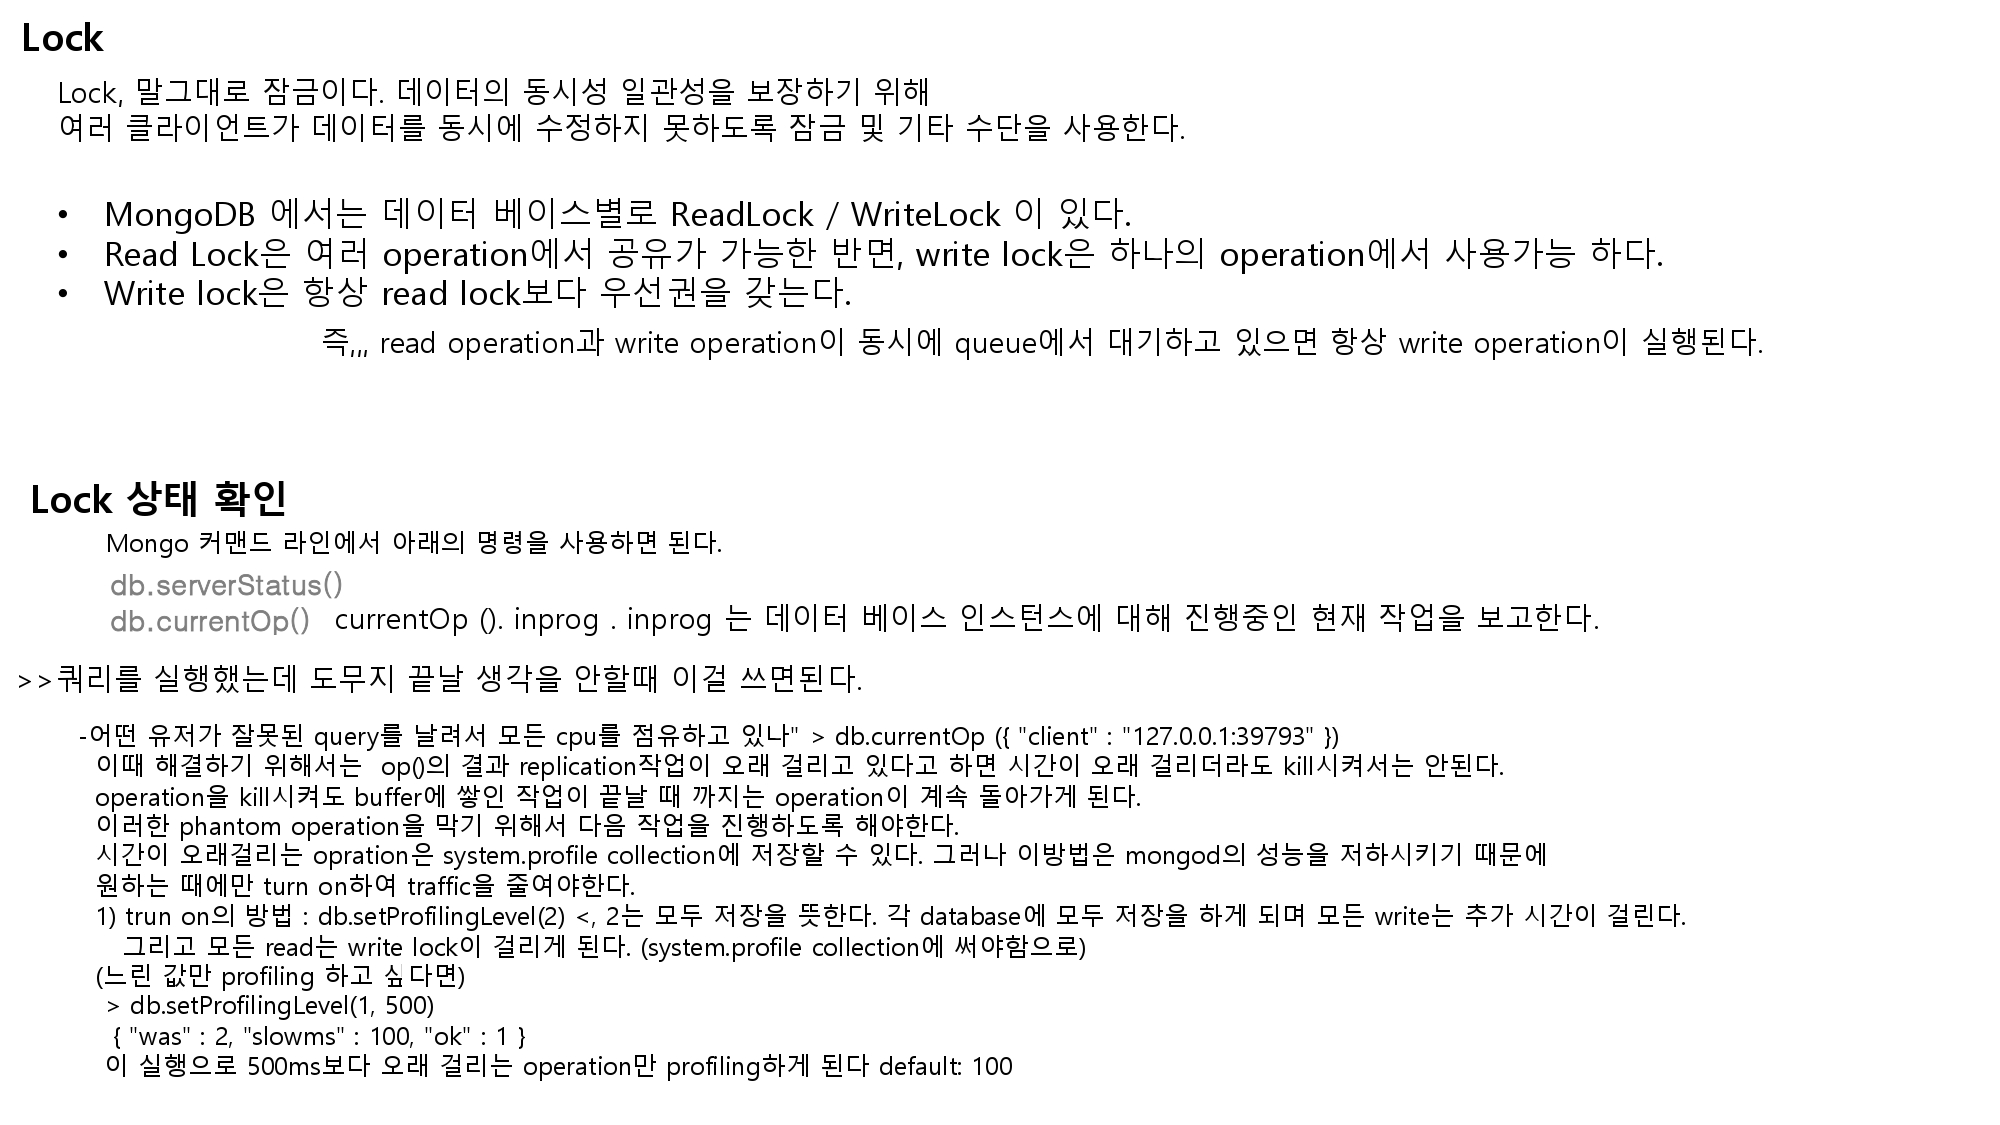 Lock
Lock, 말그대로 잠금이다. 데이터의 동시성 일관성을 보장하기 위해
여러 클라이언트가 데이터를 동시에 수정하지 못하도록 잠금 및 기타 수단을 사용한다.
• MongoDB 에서는 데이터 베이스별로 ReadLock / WriteLock 이 있다.
• Read Lock은 여러 operation에서 공유가 가능한 반면, write lock은 하나의 operation에서 사용가능 하다.
• Write lock은 항상 read lock보다 우선권을 갖는다.
즉,,, read operation과 write operation이 동시에 queue에서 대기하고 있으면 항상 write operation이 실행된다.
Lock 상태 확인
Mongo 커맨드 라인에서 아래의 명령을 사용하면 된다.
db.serverStatus()
db.currentOp() currentOp (). inprog . inprog 는 데이터 베이스 인스턴스에 대해 진행중인 현재 작업을 보고한다.
>>쿼리를 실행했는데 도무지 끝날 생각을 안할때 이걸 쓰면된다.
-어떤 유저가 잘못된 query를 날려서 모든 cpu를 점유하고 있나" > db.currentOp ({ "client" : "127.0.0.1:39793" })
이때 해결하기 위해서는 op()의 결과 replication작업이 오래 걸리고 있다고 하면 시간이 오래 걸리더라도 kill시켜서는 안된다.
operation을 kill시켜도 buffer에 쌓인 작업이 끝날 때 까지는 operation이 계속 돌아가게 된다.
이러한 phantom operation을 막기 위해서 다음 작업을 진행하도록 해야한다.
시간이 오래걸리는 opration은 system.profile collection에 저장할 수 있다. 그러나 이방법은 mongod의 성능을 저하시키기 때문에
원하는 때에만 turn on하여 traffic을 줄여야한다.
1) trun on의 방법 : db.setProfilingLevel(2) <, 2는 모두 저장을 뜻한다. 각 database에 모두 저장을 하게 되며 모든 write는 추가 시간이 걸린다.
그리고 모든 read는 write lock이 걸리게 된다. (system.profile collection에 써야함으로)
(느린 값만 profiling 하고 싶다면)
> db.setProfilingLevel(1, 500)
{ "was" : 2, "slowms" : 100, "ok" : 1 }
이 실행으로 500ms보다 오래 걸리는 operation만 profiling하게 된다 default: 100